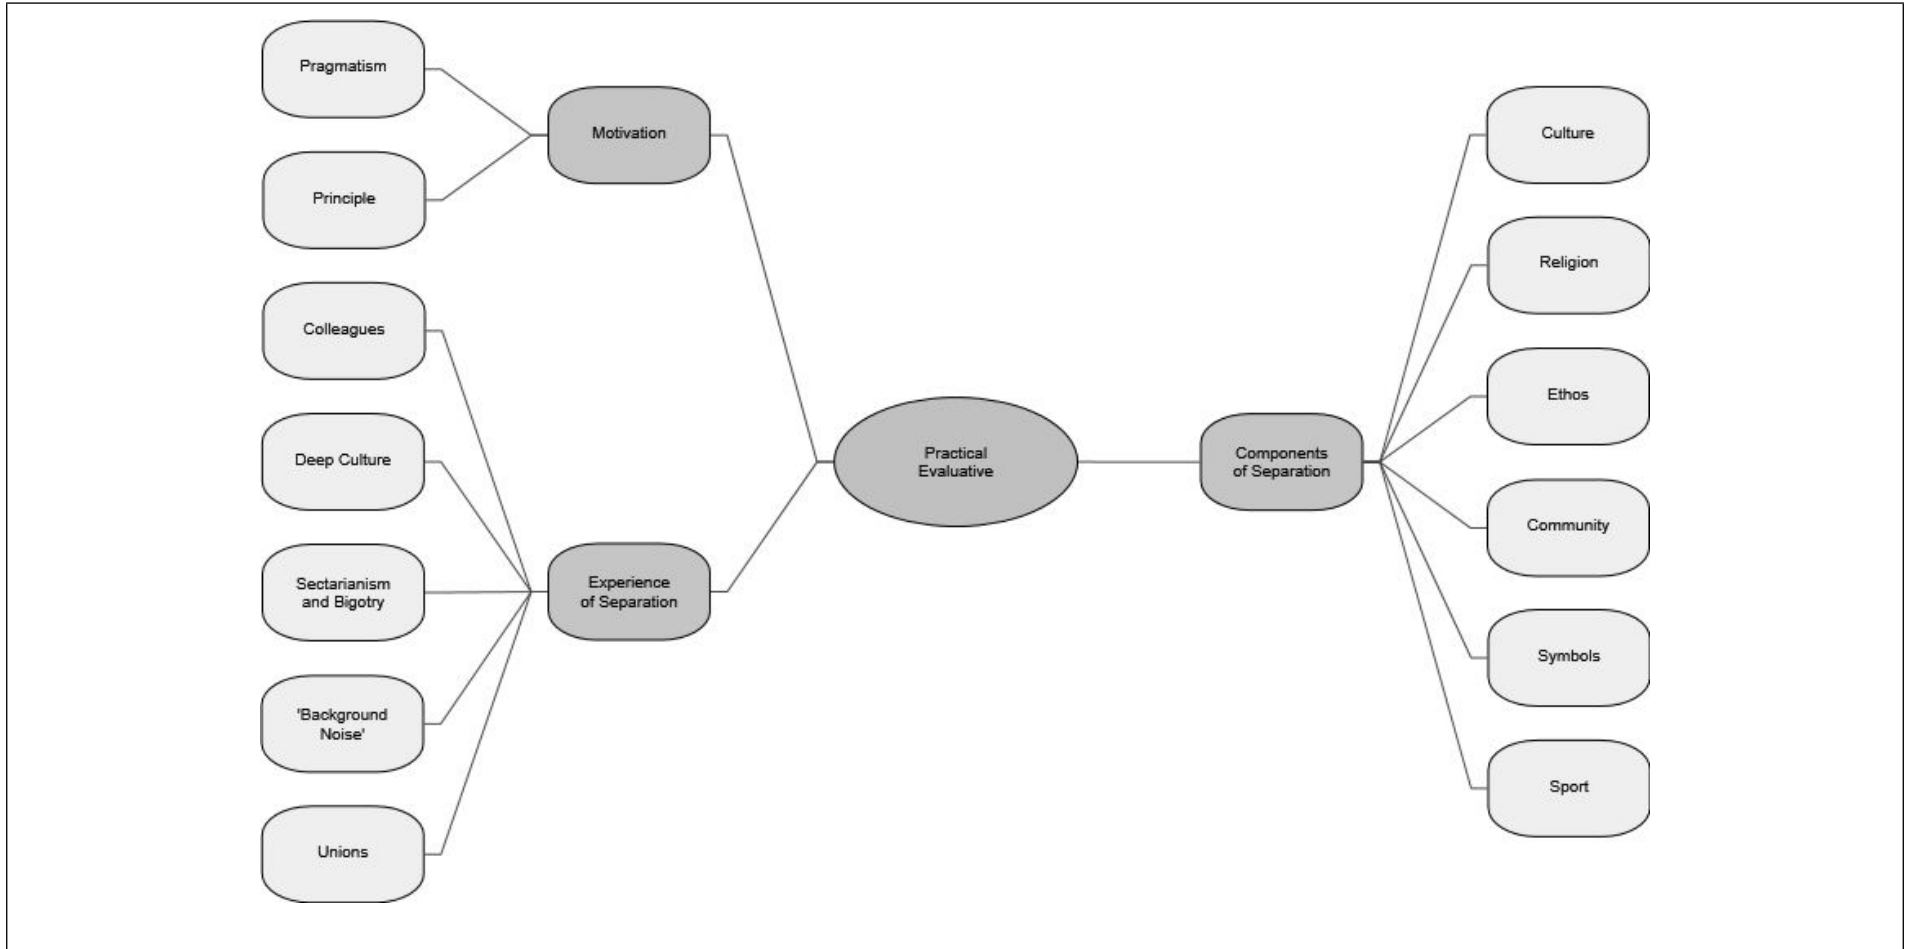 Pragmatism
Principle
Colleagues
Deep Culture
Sectarianism
and Bigotry
'Background
Noise'
Unions
Motivation
Experience
of Separation
Practical
Evaluative
Components
of Separation
Culture
Religion
Ethos
Community
Symbols
Sport